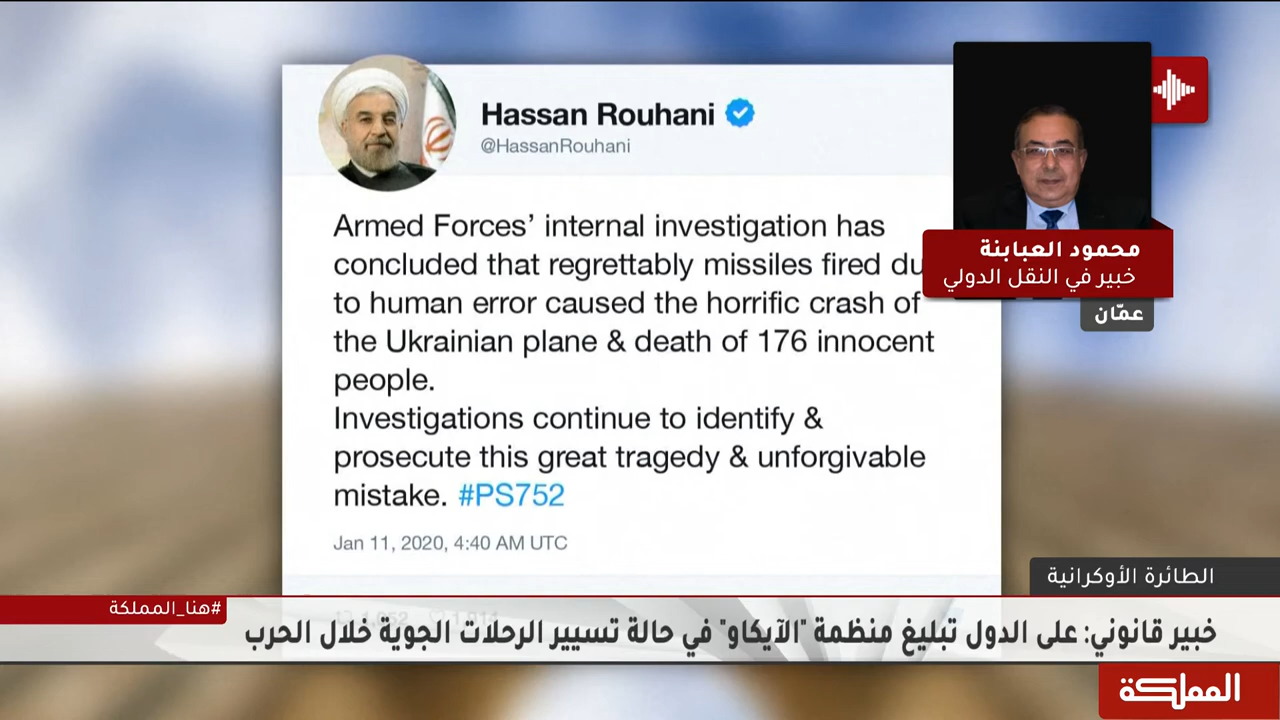 Hassan Rouhani
@HassanRouhani
Armed Forces' internal investigation has
concluded that regrettably missiles fired du
to human error caused the horrific crash of
the Ukrainian plane & death of 176 innocent
people.
Investigations continue to identify &
prosecute this great tragedy & unforgivable
mistake. #PS752
Jan 11, 2020, 4:40 AM UTC
محمود العبابنة
خبير في النقل الدولي
عمّان
الطائرة الأوكرانية
#هنا_المملكة
خبير قانوني: على الدول تبليغ منظمة "الآيكاو" في حالة تسيير الرحلات الجوية خلال الحرب
المملكة